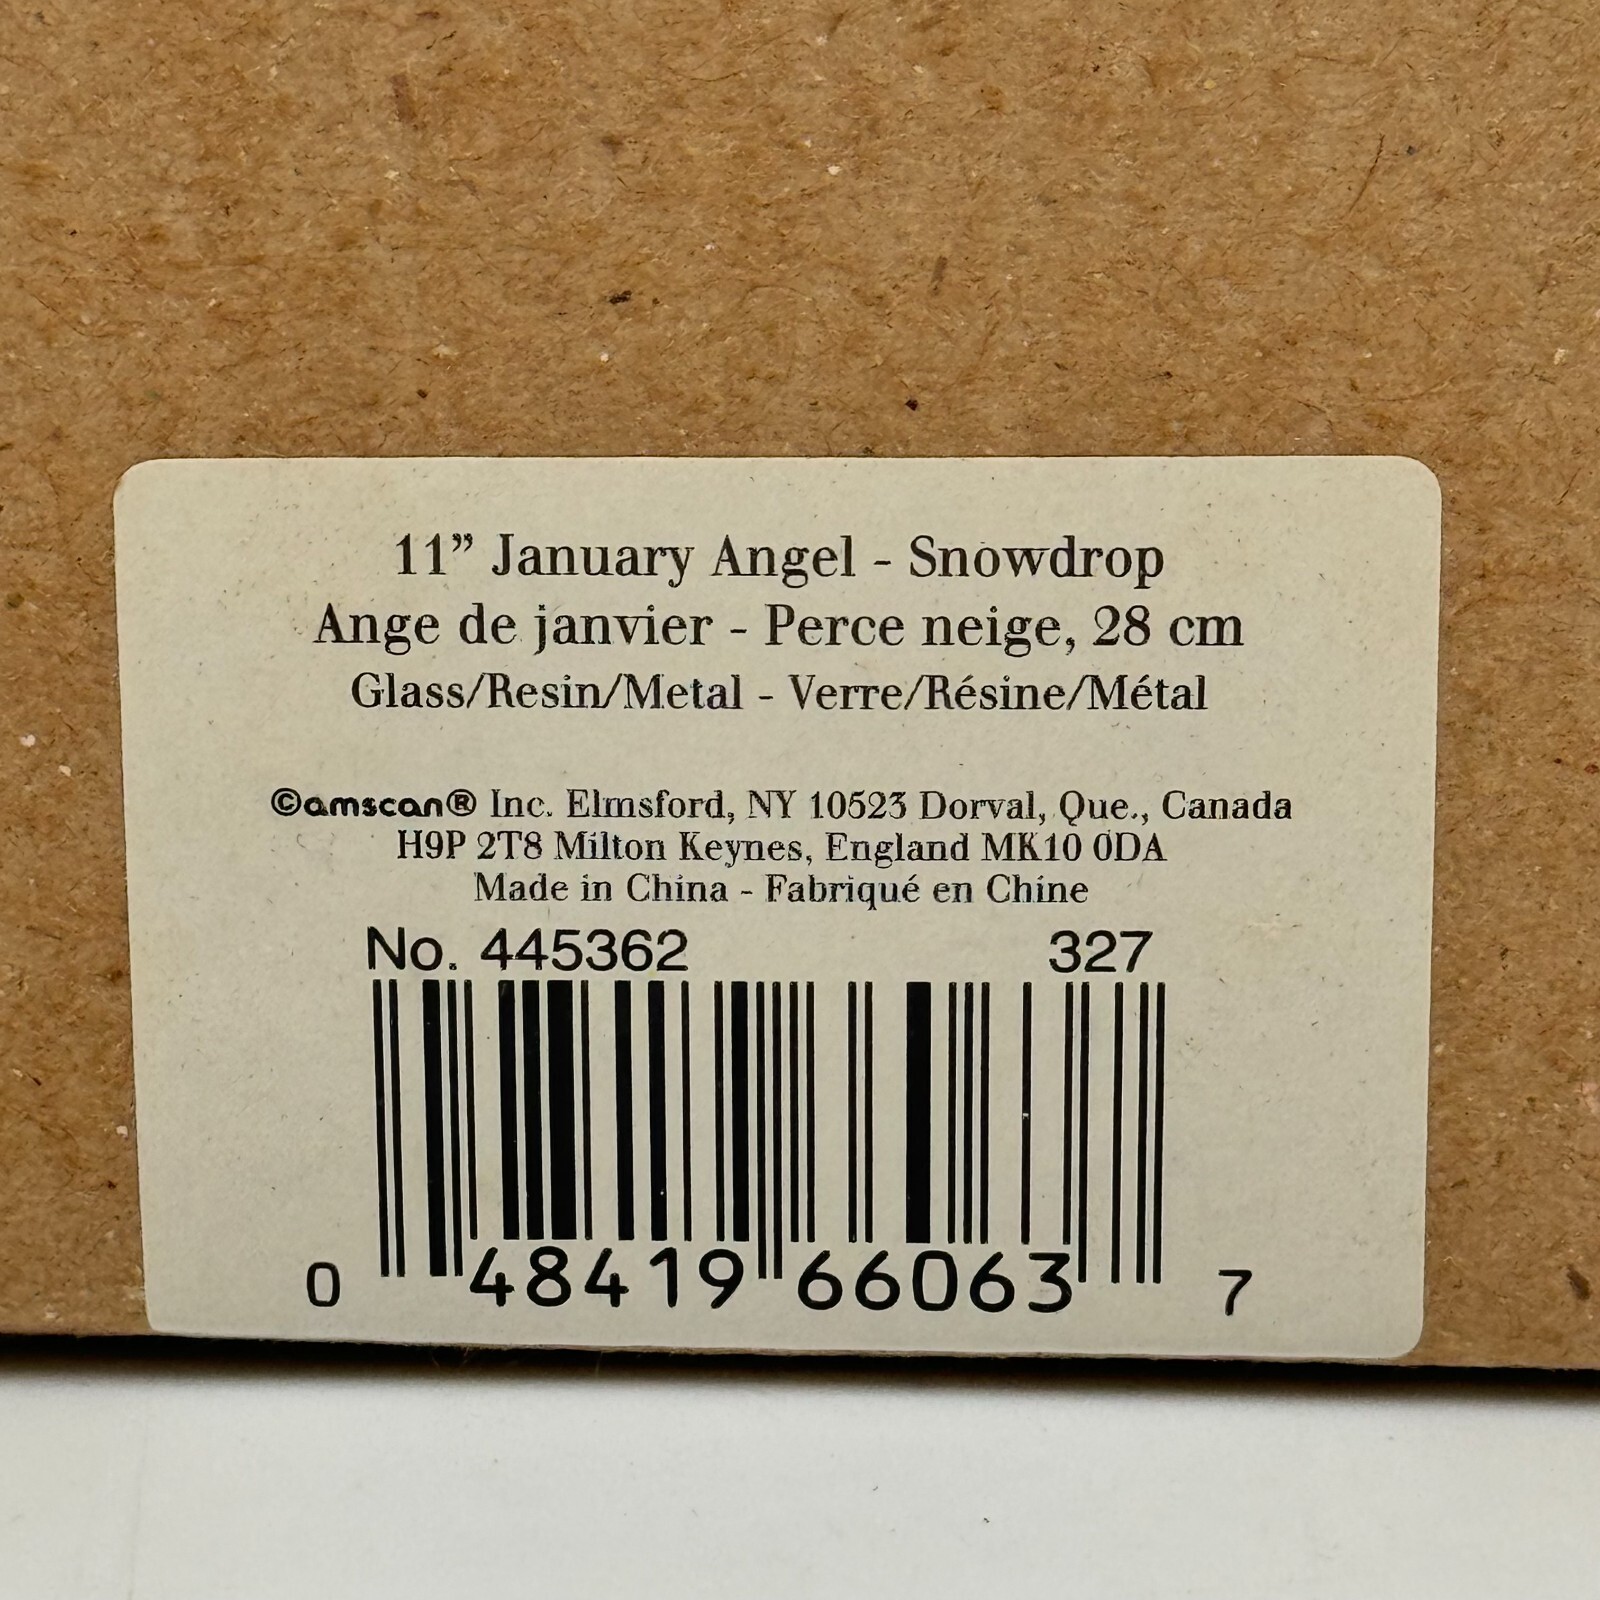 11” January Angel - Snowdrop
Ange de janvier - Perce neige, 28 cm
Glass/Resin/Metal - Verre/Résine/Métal
©amscan® Inc. Elmsford, NY 10523 Dorval, Que., Canada
H9P 2T8 Milton Keynes, England MK10 0DA
Made in China - Fabriqué en Chine
No. 445362 327
0 48419 66063 7